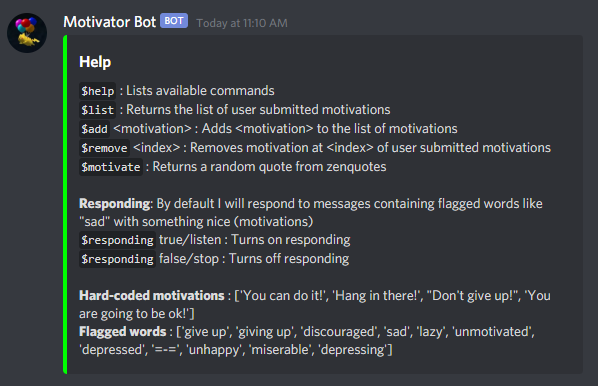 Motivator Bot BOT Today at 11:10 AM
Help
$help : Lists available commands
$list : Returns the list of user submitted motivations
$add <motivation> : Adds <motivation> to the list of motivations
$remove <index> : Removes motivation at <index> of user submitted motivations
$motivate : Returns a random quote from zenquotes
Responding: By default I will respond to messages containing flagged words like
"sad" with something nice (motivations)
$responding true/listen : Turns on responding
$responding false/stop : Turns off responding
Hard-coded motivations : ['You can do it!', 'Hang in there!', "Don't give up!", 'You
are going to be ok!']
Flagged words : ['give up', 'giving up', 'discouraged', 'sad', 'lazy', 'unmotivated',
'depressed', '=-=', 'unhappy', 'miserable', 'depressing']